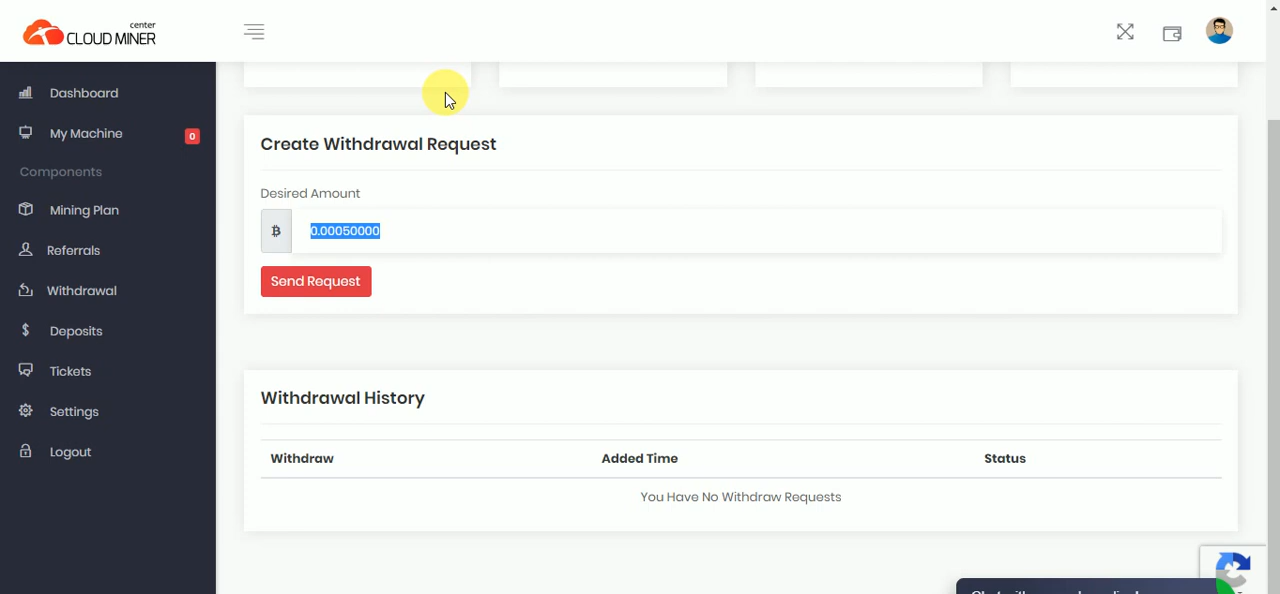 center
CLOUD MINER
Dashboard
My Machine 0
Components
Mining Plan
Referrals
Withdrawal
Deposits
Tickets
Settings
Logout
Create Withdrawal Request
Desired Amount
0.00050000
Send Request
Withdrawal History
Withdraw Added Time Status
You Have No Withdraw Requests